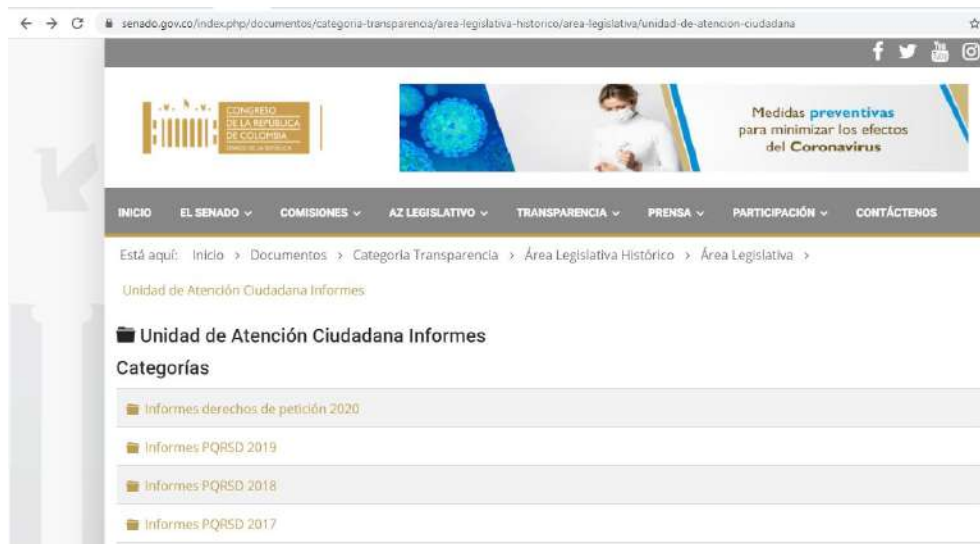 senado.gov.co/index.php/documentos/categoria-transparencia/area-legislativa-historico/area-legislativa/unidad-de-atencion-ciudadana
CONGRESO
DE LA REPÚBLICA
DE COLOMBIA
Medidas preventivas
para minimizar los efectos
del Coronavirus
INICIO EL SENADO COMISIONES AZ LEGISLATIVO TRANSPARENCIA PRENSA PARTICIPACIÓN CONTÁCTENOS
Está aquí: Inicio > Documentos > Categoría Transparencia > Área Legislativa Histórico > Área Legislativa >
Unidad de Atención Ciudadana Informes
Unidad de Atención Ciudadana Informes
Categorías
Informes derechos de petición 2020
Informes PQRSD 2019
Informes PQRSD 2018
Informes PQRSD 2017